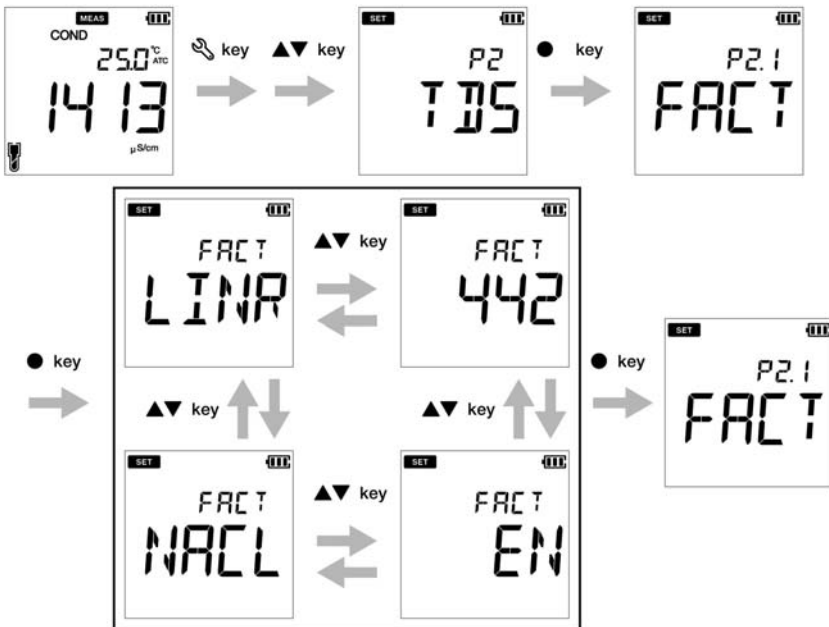 MEAS
COND
25.0 °C
ATC
1413
µS/cm
key
▲▼ key
SET
P2
TDS
● key
SET
P2.1
FACT
● key
SET
FACT
LINR
▲▼ key
SET
FACT
442
▲▼ key
▲▼ key
SET
FACT
NACL
▲▼ key
SET
FACT
EN
● key
SET
P2.1
FACT